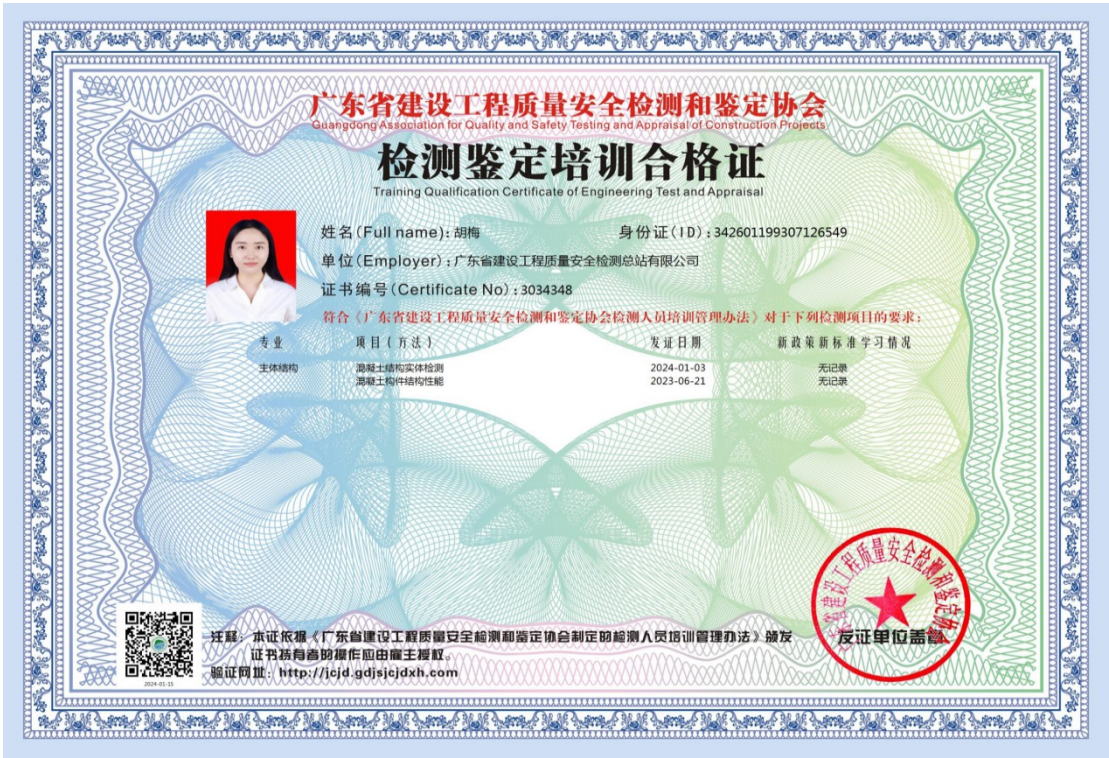 广东省建设工程质量安全检测和鉴定协会
Guangdong Association for Quality and Safety Testing and Appraisal of Construction Projects
检测鉴定培训合格证
Training Qualification Certificate of Engineering Test and Appraisal
姓名(Full name): 胡梅 身份证(ID): 342601199307126549
单位(Employer): 广东省建设工程质量安全检测总站有限公司
证书编号(Certificate No): 3034348
符合《广东省建设工程质量安全检测和鉴定协会检测人员培训管理办法》对于下列检测项目的要求:
专业 项目(方法) 发证日期 新政策新标准学习情况
主体结构 混凝土结构实体检测 2024-01-03 无记录
混凝土构件结构性能 2023-06-21 无记录
广东省建设工程质量安全检测和鉴定协会
注释: 本证依据《广东省建设工程质量安全检测和鉴定协会制定的检测人员培训管理办法》颁发
证书持有者的操作应由雇主授权。
发证单位盖章
验证网址: http://jcjd.gdjsjcjdxh.com
2024-01-15